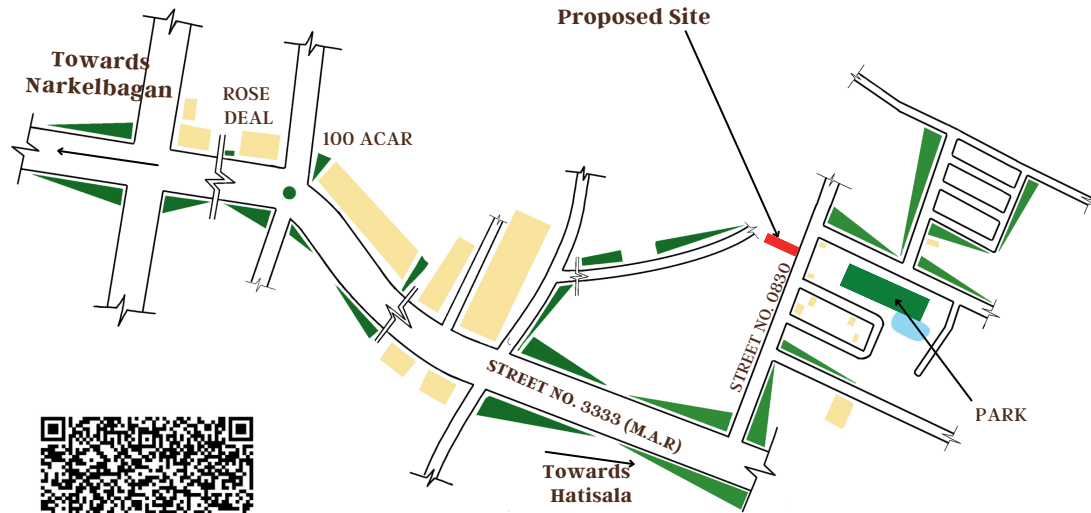 Proposed Site
Towards
Narkelbagan
ROSE
DEAL
100 ACAR
STREET NO. 0830
STREET NO. 3333 (M.A.R)
PARK
Towards
Hatisala